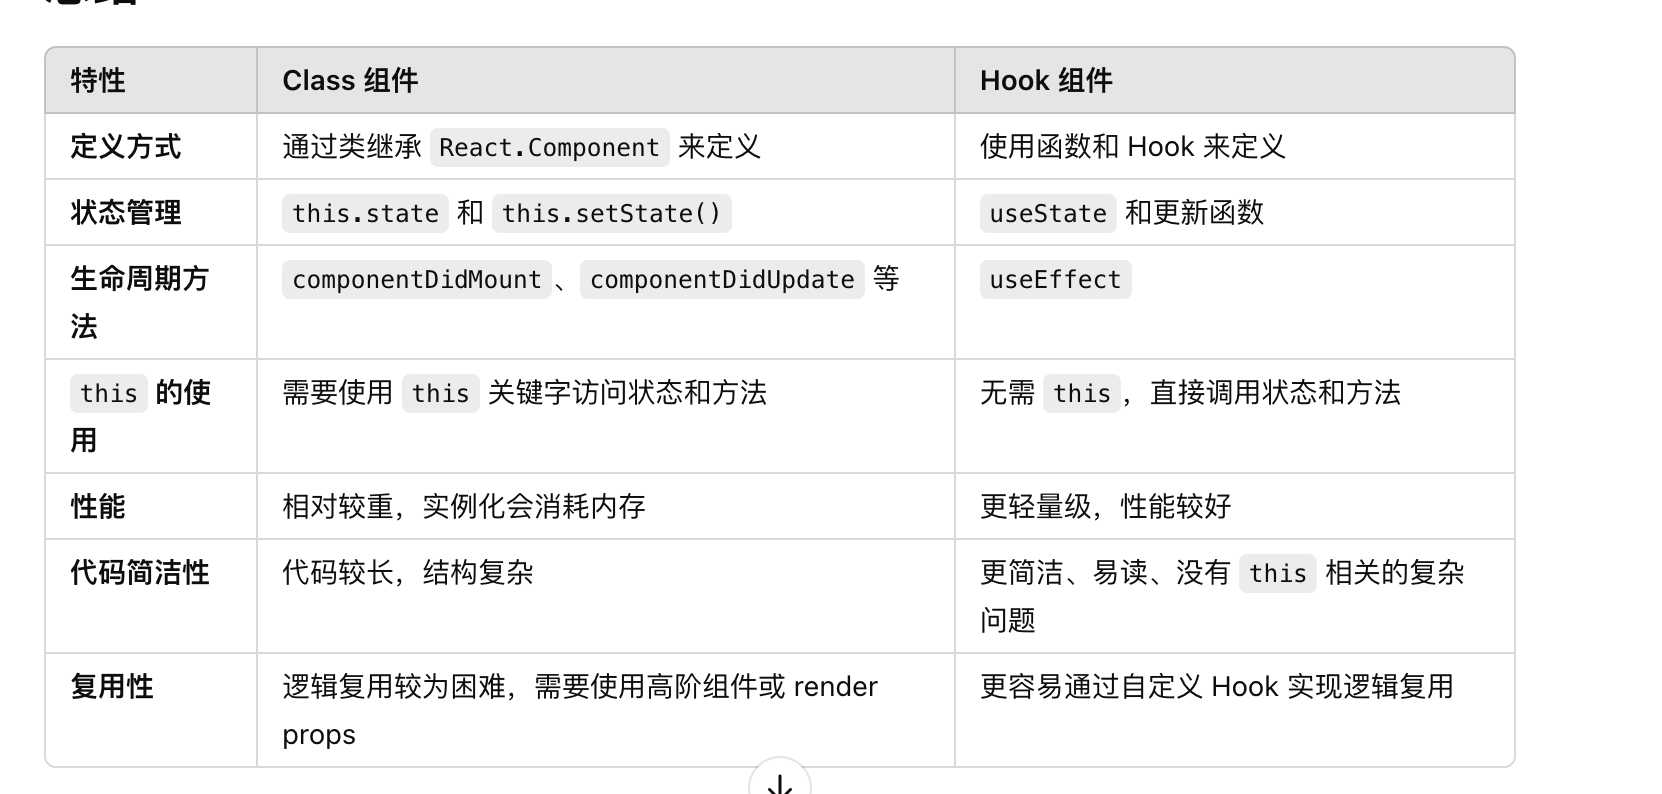 特性 Class 组件 Hook 组件
定义方式 通过类继承 React.Component 来定义 使用函数和 Hook 来定义
状态管理 this.state 和 this.setState() useState 和更新函数
生命周期方 componentDidMount、componentDidUpdate 等 useEffect
法
this 的使 需要使用 this 关键字访问状态和方法 无需 this，直接调用状态和方法
用
性能 相对较重，实例化会消耗内存 更轻量级，性能较好
代码简洁性 代码较长，结构复杂 更简洁、易读、没有 this 相关的复杂
问题
复用性 逻辑复用较为困难，需要使用高阶组件或 render 更容易通过自定义 Hook 实现逻辑复用
props